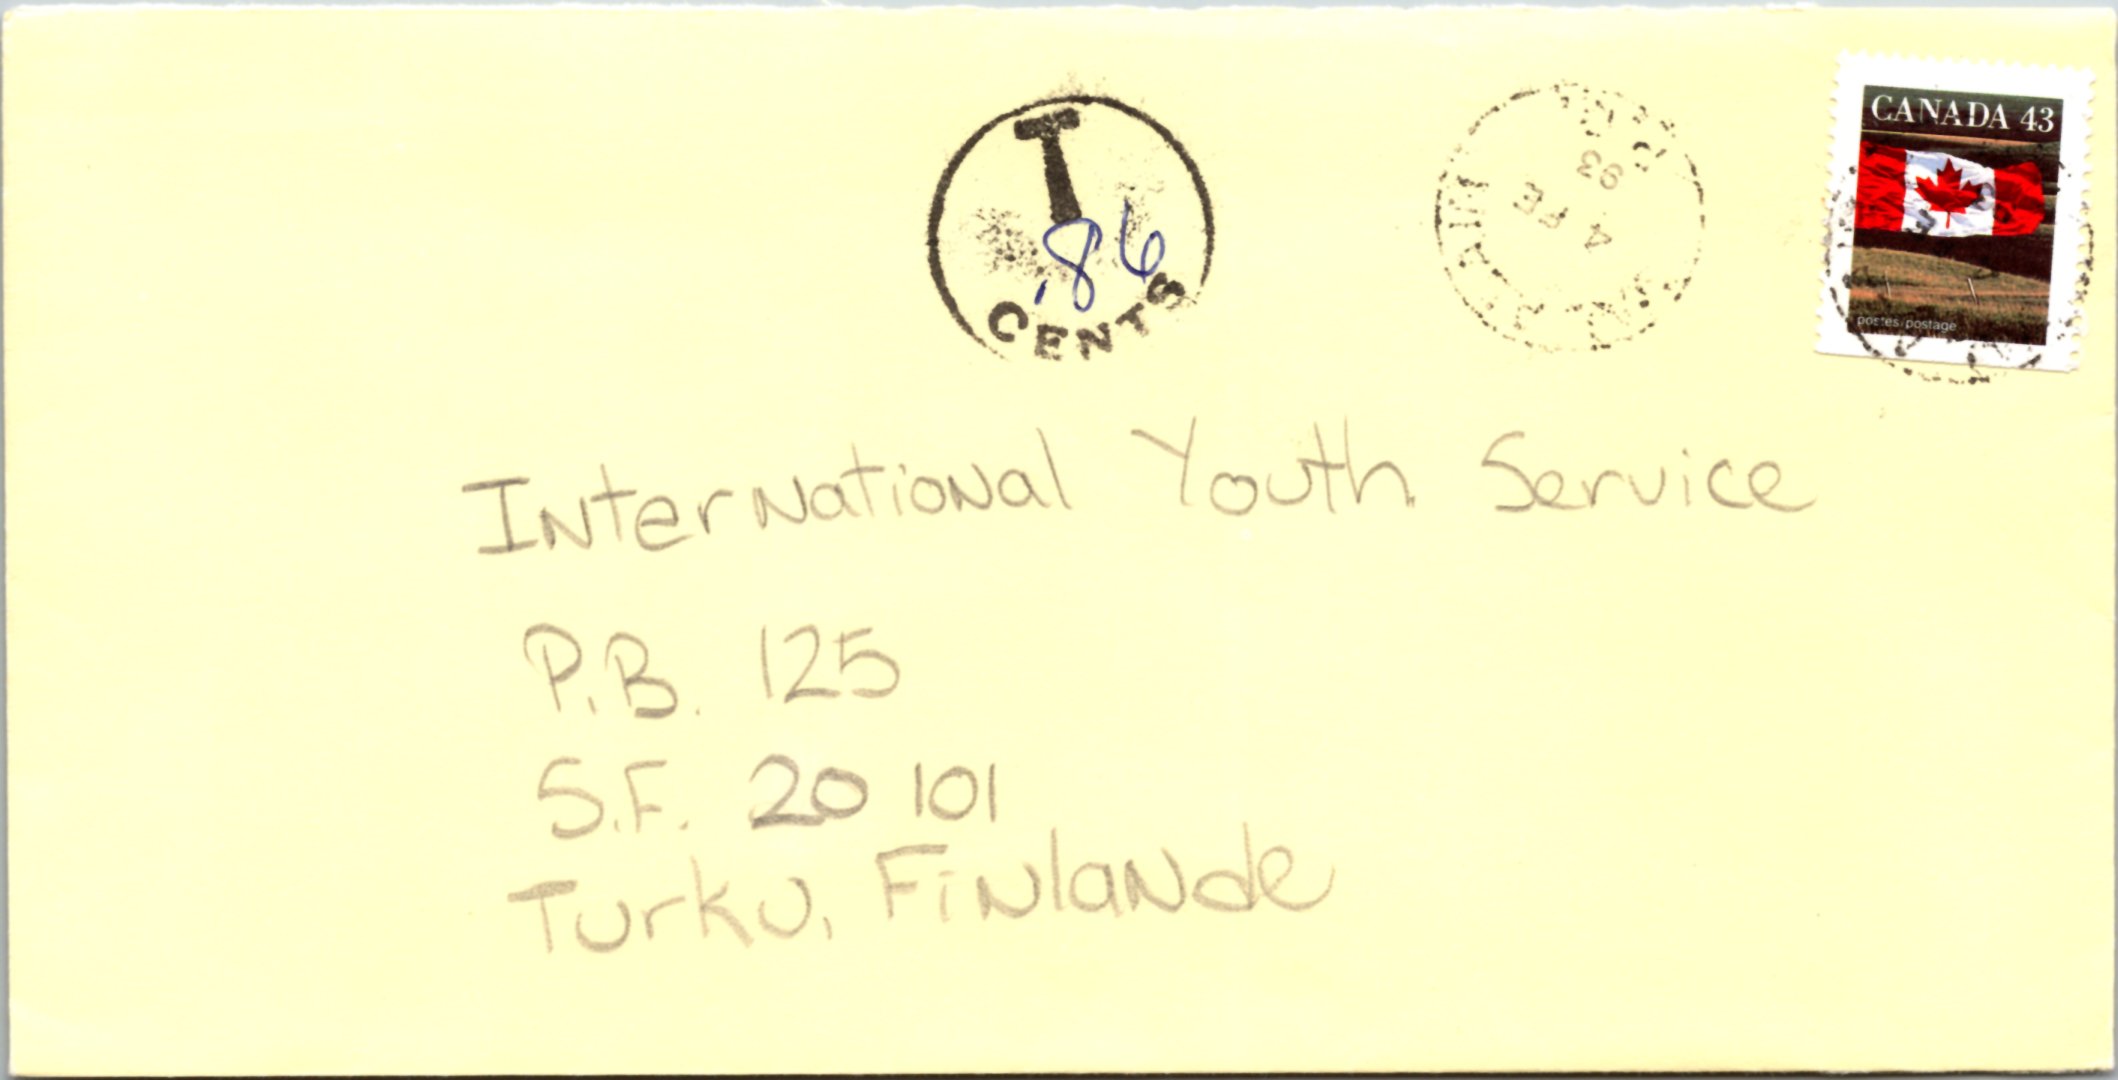 CANADA 43
postes/postage
T
.86
CENTS
4 FE
93
International Youth Service
P.B. 125
S.F. 20 101
Turku, Finlande